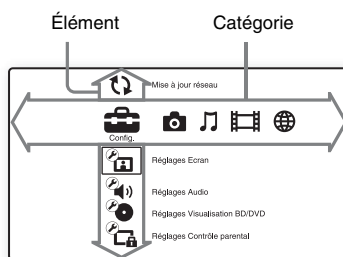 Élément
Catégorie
Mise à jour réseau
Config.
Réglages Ecran
Réglages Audio
Réglages Visualisation BD/DVD
Réglages Contrôle parental